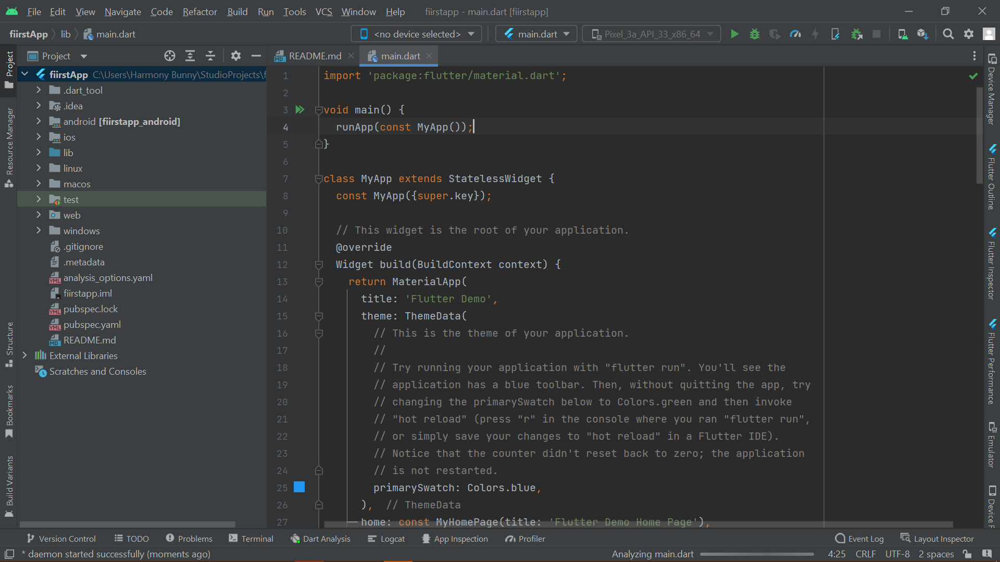 File Edit View Navigate Code Refactor Build Run Tools VCS Window Help fiirstapp - main.dart [fiirstapp]
fiirstApp lib main.dart <no device selected> main.dart Pixel_3a_API_33_x86_64
Project
README.md main.dart
fiirstApp C:\Users\Harmony Bunny\StudioProjects\f
.dart_tool
.idea
android [fiirstapp_android]
ios
lib
linux
macos
test
web
windows
.gitignore
.metadata
analysis_options.yaml
fiirstapp.iml
pubspec.lock
pubspec.yaml
README.md
External Libraries
Scratches and Consoles
Project
Resource Manager
Structure
Bookmarks
Build Variants
1 import 'package:flutter/material.dart';
2
3 void main() {
4 runApp(const MyApp());
5 }
6
7 class MyApp extends StatelessWidget {
8 const MyApp({super.key});
9
10 // This widget is the root of your application.
11 @override
12 Widget build(BuildContext context) {
13 return MaterialApp(
14 title: 'Flutter Demo',
15 theme: ThemeData(
16 // This is the theme of your application.
17 //
18 // Try running your application with "flutter run". You'll see the
19 // application has a blue toolbar. Then, without quitting the app, try
20 // changing the primarySwatch below to Colors.green and then invoke
21 // "hot reload" (press "r" in the console where you ran "flutter run",
22 // or simply save your changes to "hot reload" in a Flutter IDE).
23 // Notice that the counter didn't reset back to zero; the application
24 // is not restarted.
25 primarySwatch: Colors.blue,
26 ), // ThemeData
27 home: const MyHomePage(title: 'Flutter Demo Home Page'),
Device Manager
Flutter Outline
Flutter Inspector
Flutter Performance
Emulator
Device F
Version Control TODO Problems Terminal Dart Analysis Logcat App Inspection Profiler Event Log Layout Inspector
* daemon started successfully (moments ago) Analyzing main.dart 4:25 CRLF UTF-8 2 spaces